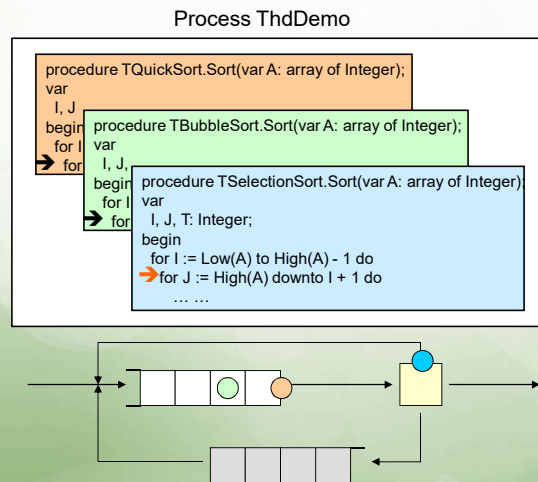 Process ThdDemo
procedure TQuickSort.Sort(var A: array of Integer);
var
I, J
begin
for I
for
procedure TBubbleSort.Sort(var A: array of Integer);
var
I, J,
begin
for I
for
procedure TSelectionSort.Sort(var A: array of Integer);
var
I, J, T: Integer;
begin
for I := Low(A) to High(A) - 1 do
for J := High(A) downto I + 1 do
... ...